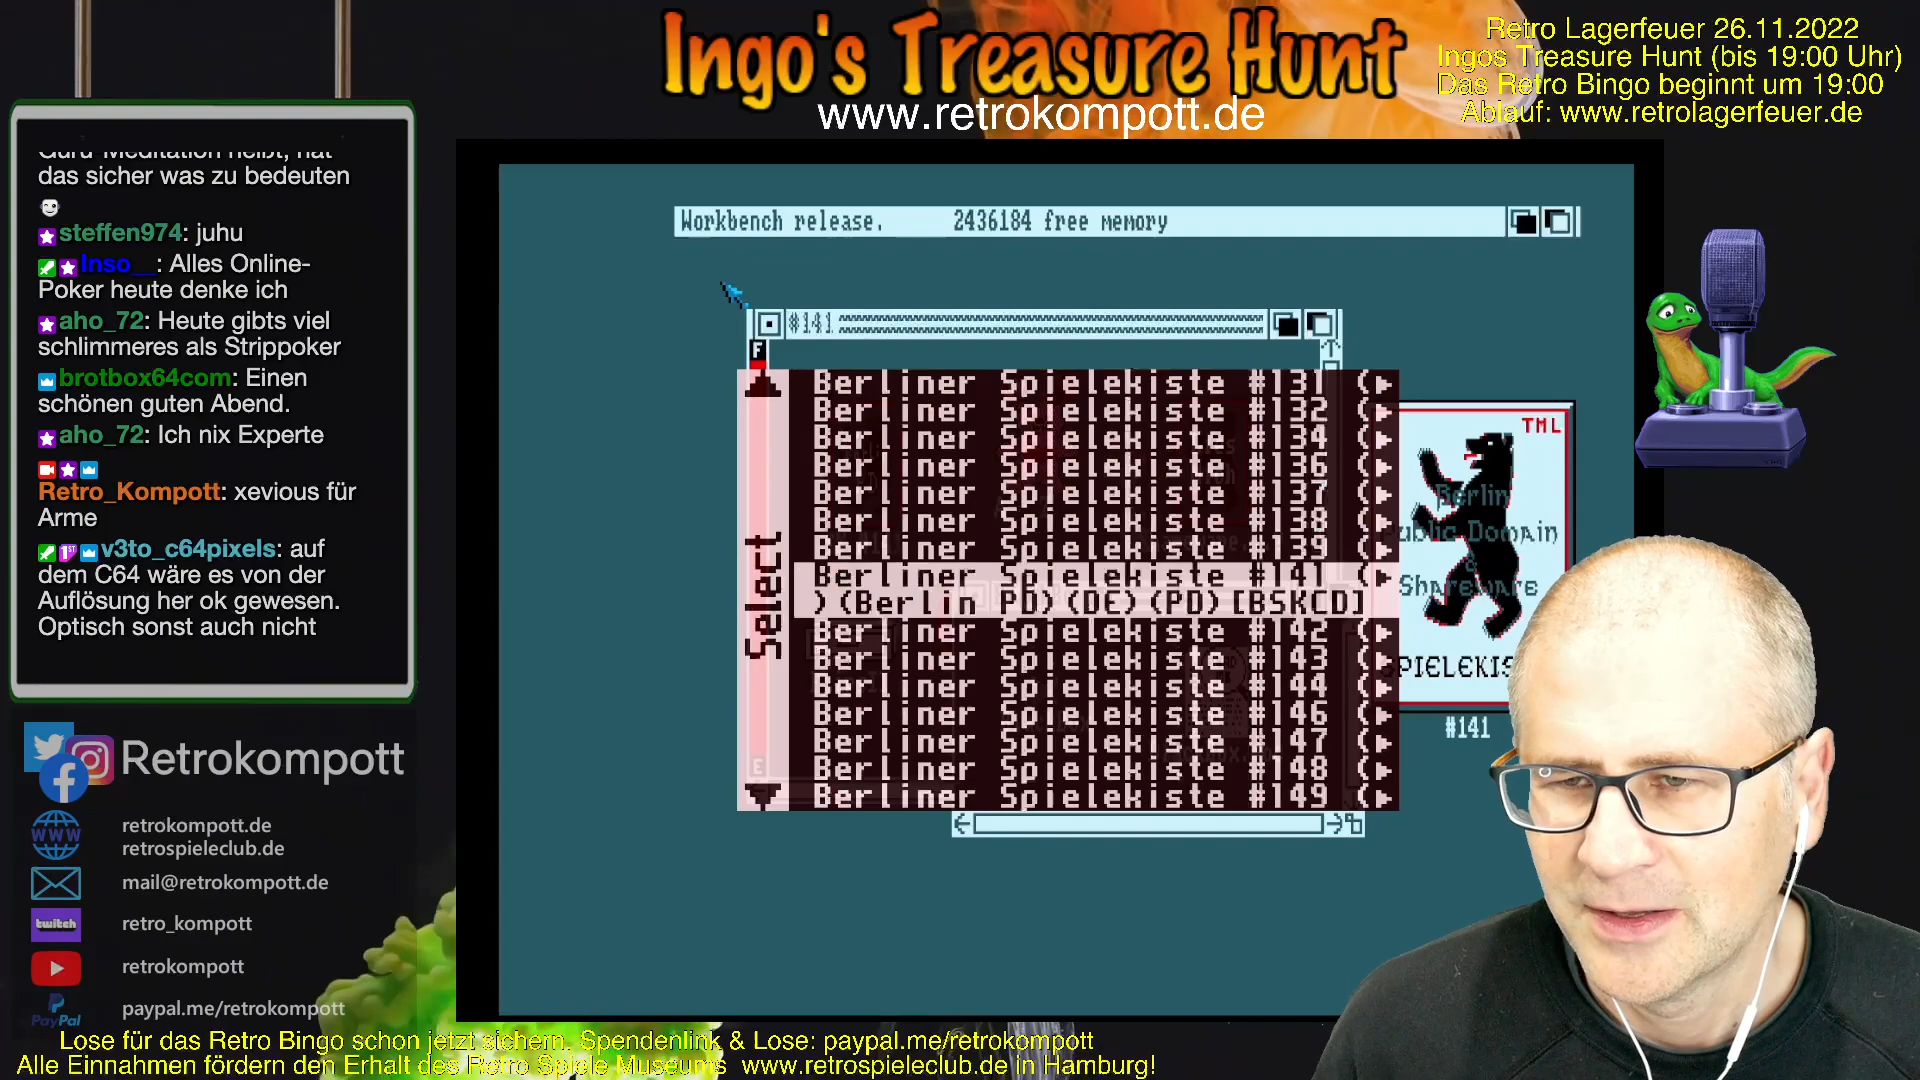 Ingo's Treasure Hunt
www.retrokompott.de
Retro Lagerfeuer 26.11.2022
Ingos Treasure Hunt (bis 19:00 Uhr)
Das Retro Bingo beginnt um 19:00
Ablauf: www.retrolagerfeuer.de
Guru-Meditation heißt, hat
das sicher was zu bedeuten
steffen974: juhu
Inso__: Alles Online-
Poker heute denke ich
aho_72: Heute gibts viel
schlimmeres als Strippoker
brotbox64com: Einen
schönen guten Abend.
aho_72: Ich nix Experte
Retro_Kompott: xevious für
Arme
v3to_c64pixels: auf
dem C64 wäre es von der
Auflösung her ok gewesen.
Optisch sonst auch nicht
Workbench release. 2436184 free memory
#141
F
Select
E
Berliner Spielekiste #131 (
Berliner Spielekiste #132 (
Berliner Spielekiste #134 (
Berliner Spielekiste #136 (
Berliner Spielekiste #137 (
Berliner Spielekiste #138 (
Berliner Spielekiste #139 (
Berliner Spielekiste #141 (
)(Berlin PD)(DE)(PD)[BSKCD]
Berliner Spielekiste #142 (
Berliner Spielekiste #143 (
Berliner Spielekiste #144 (
Berliner Spielekiste #146 (
Berliner Spielekiste #147 (
Berliner Spielekiste #148 (
Berliner Spielekiste #149 (
TML
Berlin
Public Domain
&
Shareware
SPIELEKIS
#141
Retrokompott
WWW
retrokompott.de
retrospieleclub.de
mail@retrokompott.de
twitch
retro_kompott
retrokompott
PayPal
paypal.me/retrokompott
Lose für das Retro Bingo schon jetzt sichern. Spendenlink & Lose: paypal.me/retrokompott
Alle Einnahmen fördern den Erhalt des Retro Spiele Museums www.retrospieleclub.de in Hamburg!